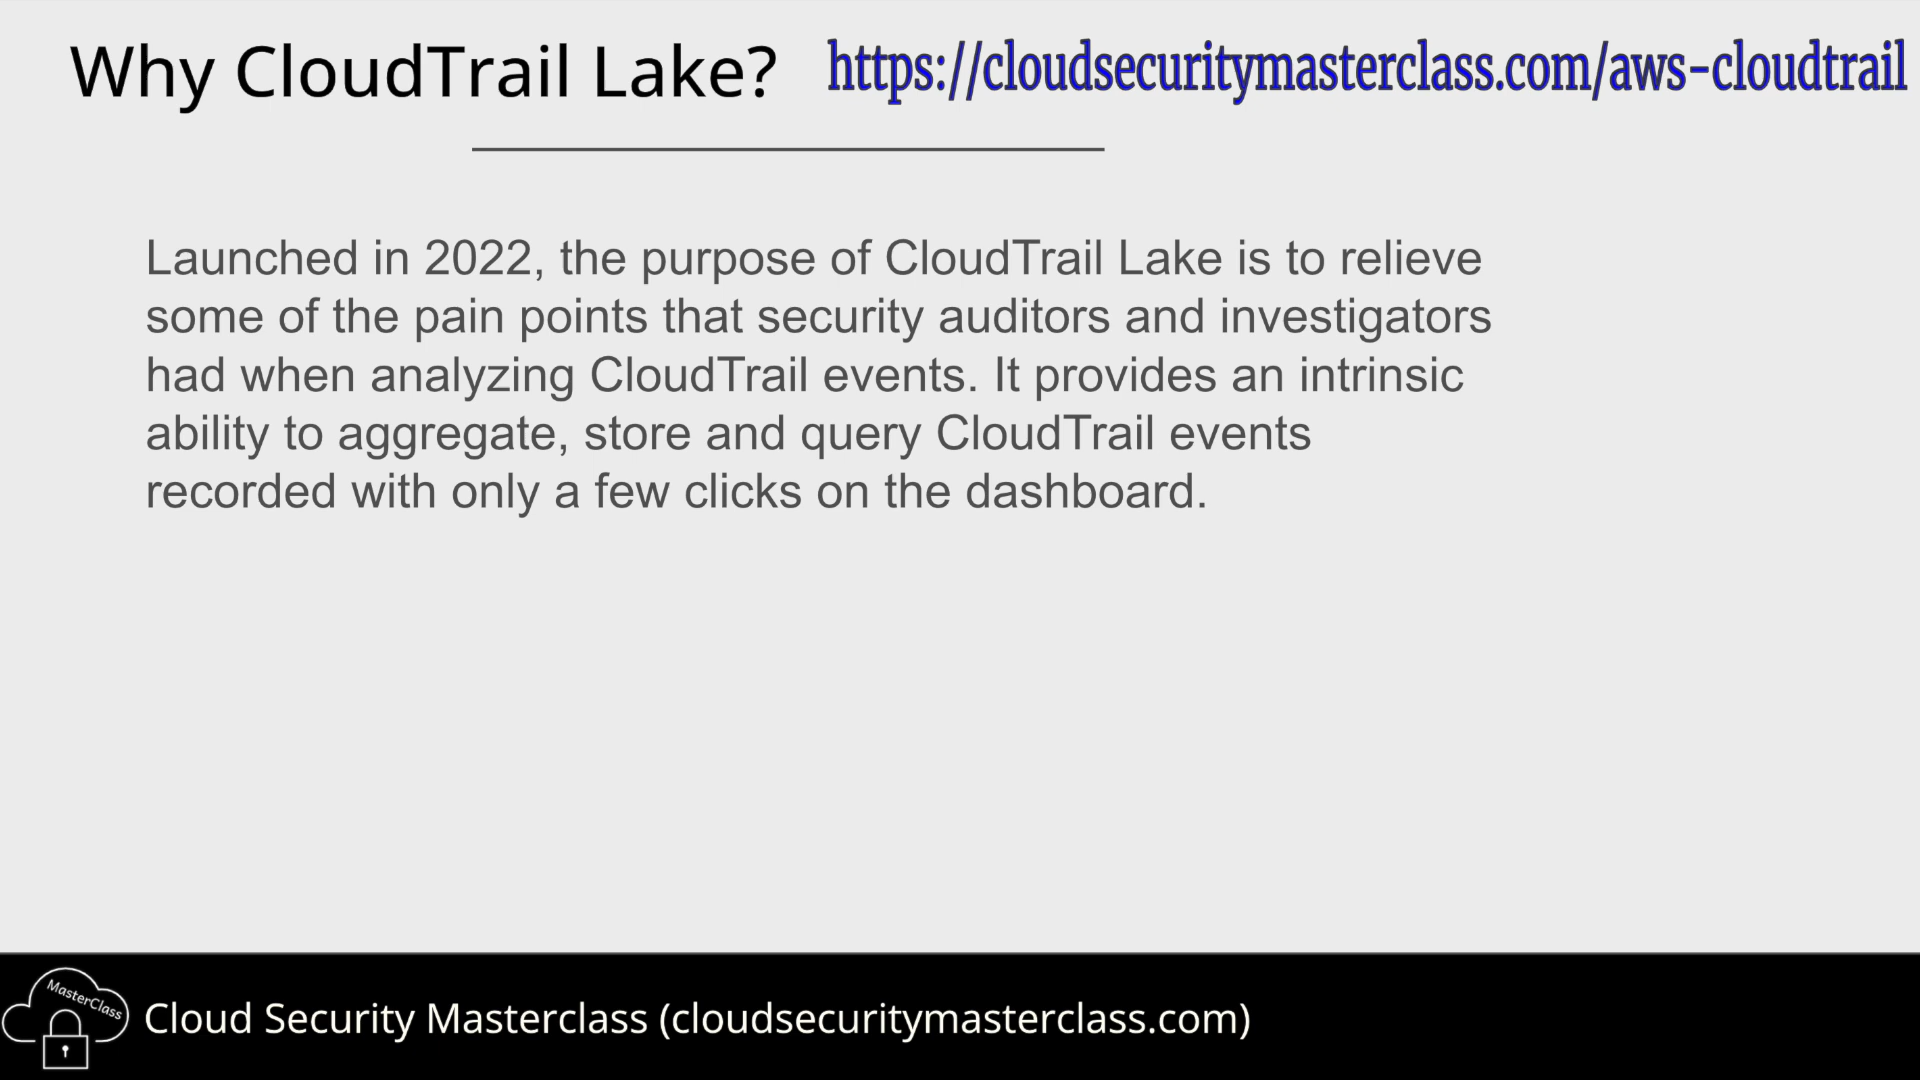 Why CloudTrail Lake? https://cloudsecuritymasterclass.com/aws-cloudtrail
Launched in 2022, the purpose of CloudTrail Lake is to relieve
some of the pain points that security auditors and investigators
had when analyzing CloudTrail events. It provides an intrinsic
ability to aggregate, store and query CloudTrail events
recorded with only a few clicks on the dashboard.
MasterClass
Cloud Security Masterclass (cloudsecuritymasterclass.com)